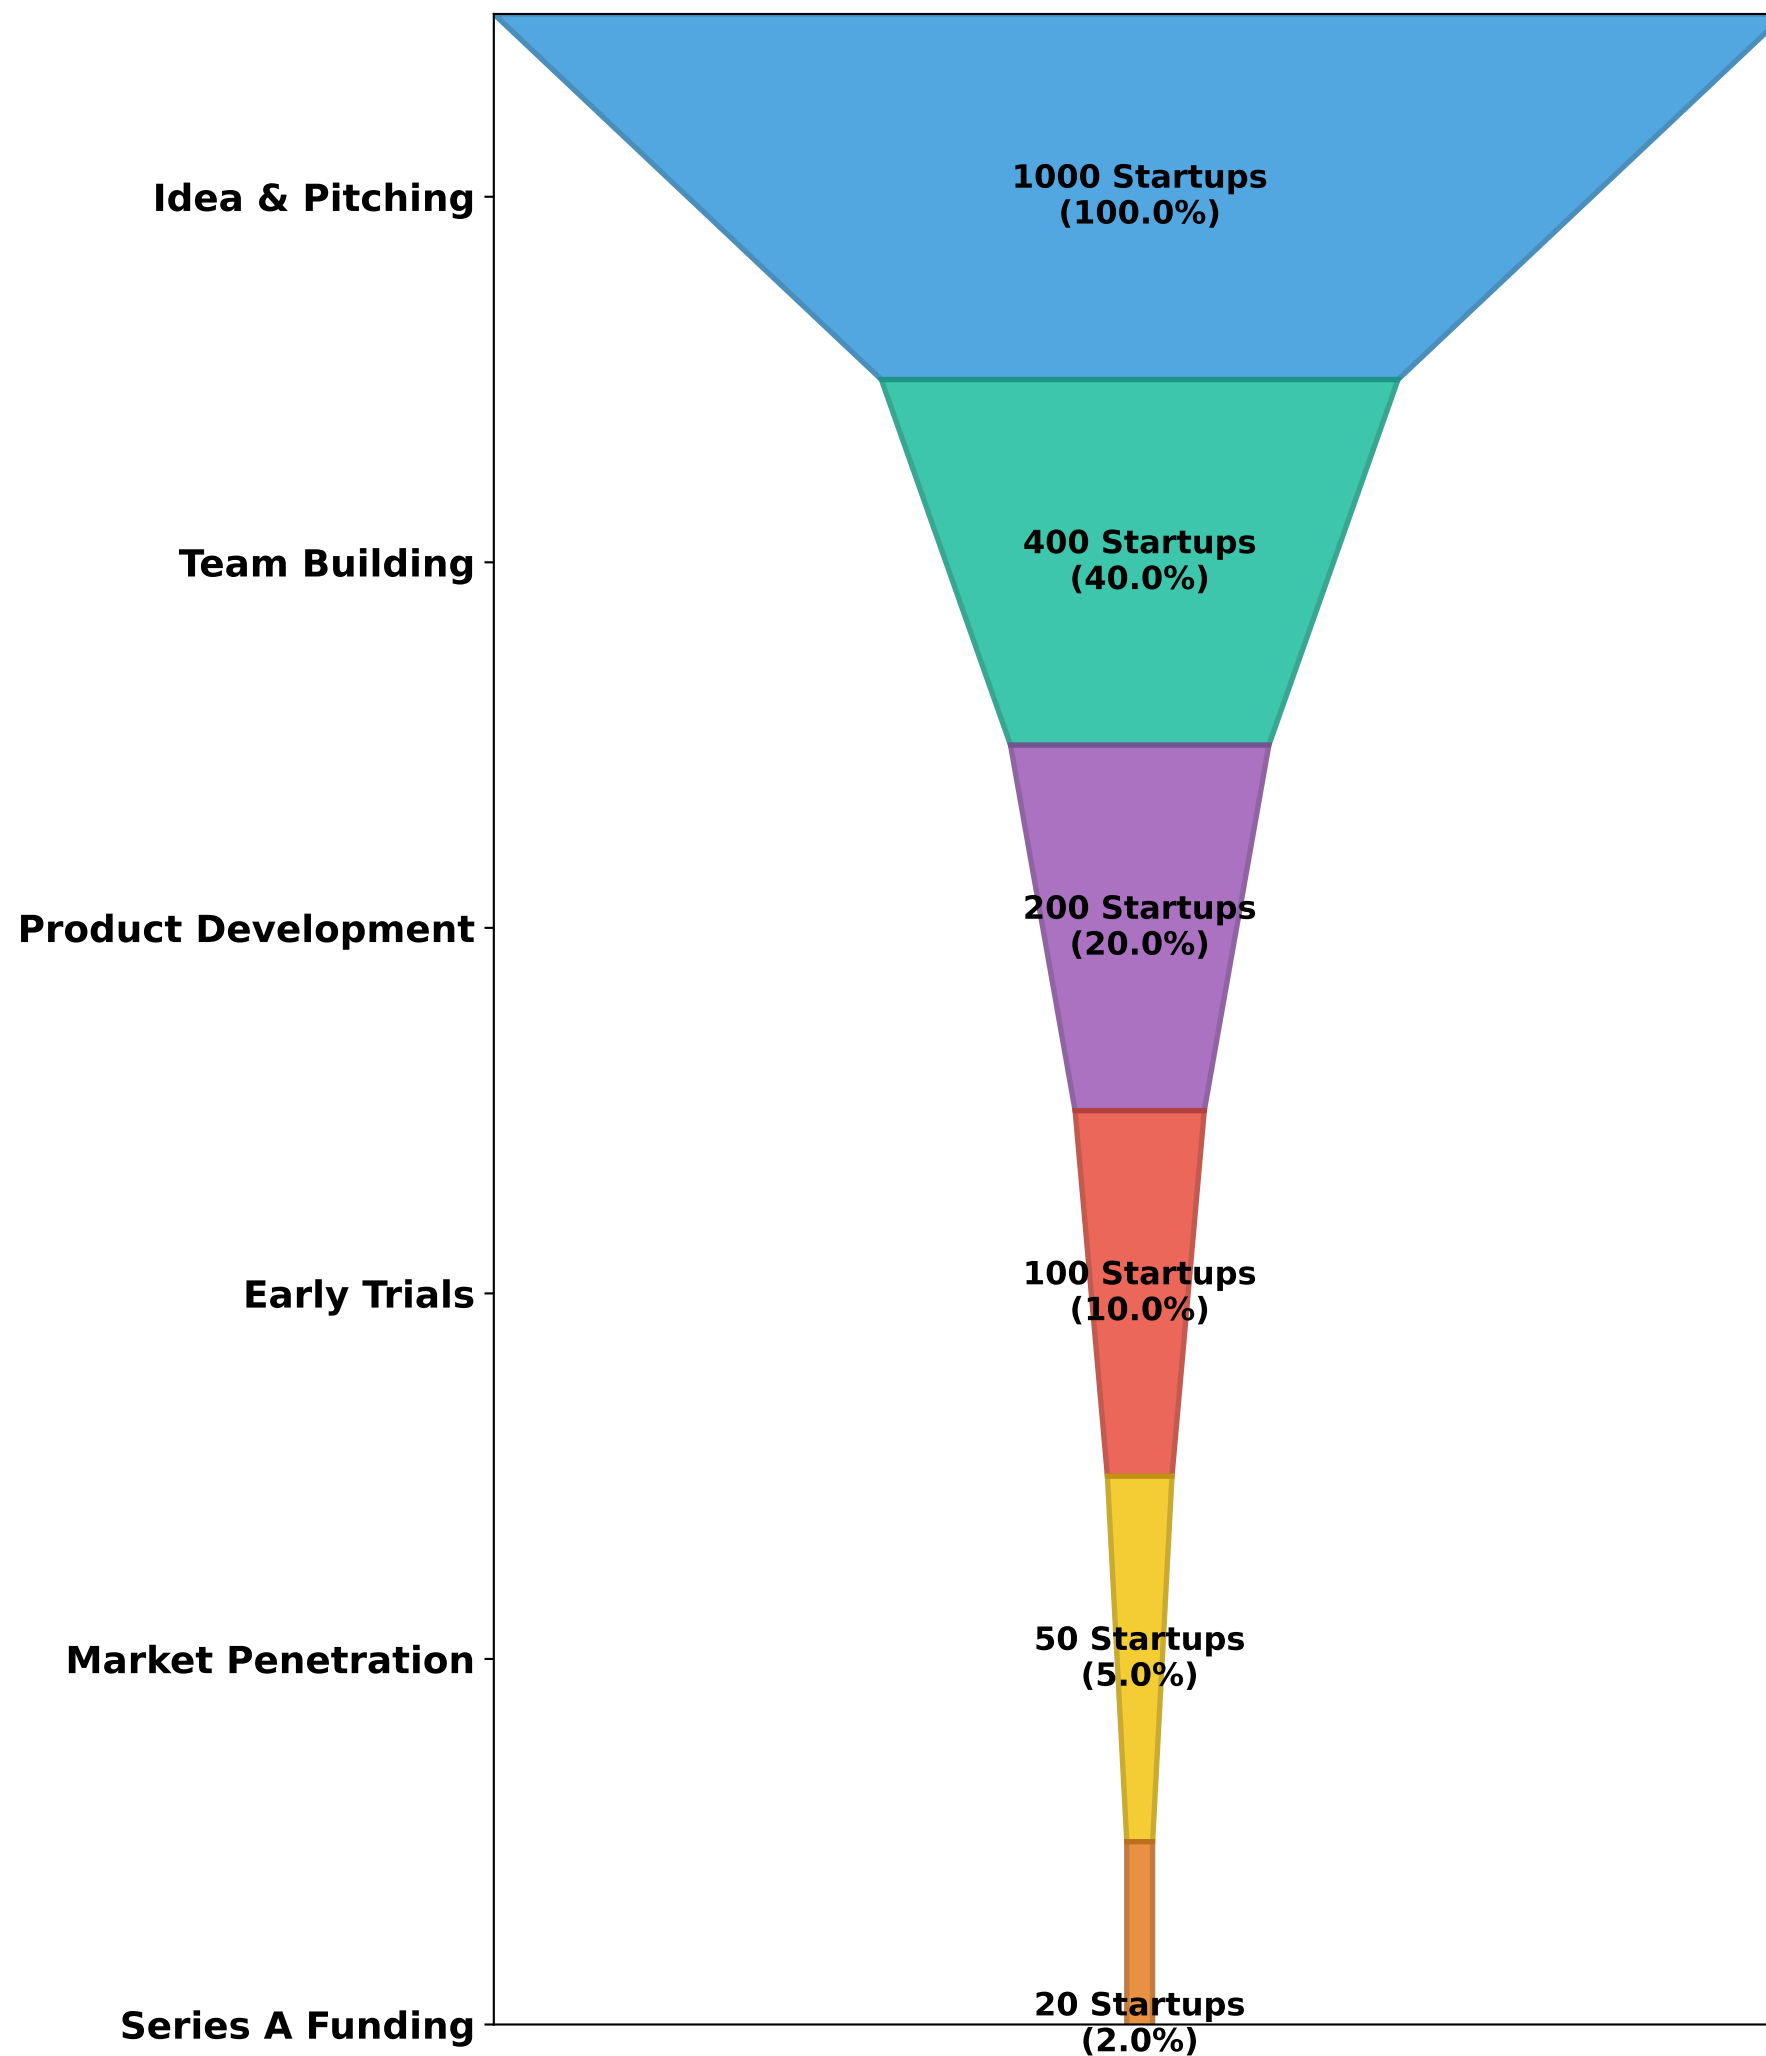 Idea & Pitching
1000 Startups
(100.0%)
Team Building
400 Startups
(40.0%)
Product Development
200 Startups
(20.0%)
Early Trials
100 Startups
(10.0%)
Market Penetration
50 Startups
(5.0%)
Series A Funding
20 Startups
(2.0%)